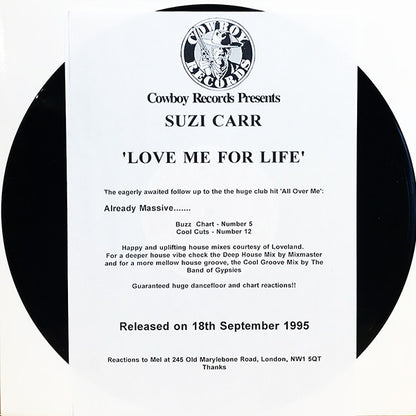 COWBOY
RECORDS
Cowboy Records Presents
SUZI CARR
'LOVE ME FOR LIFE'
The eagerly awaited follow up to the the huge club hit 'All Over Me':
Already Massive.......
Buzz Chart - Number 5
Cool Cuts - Number 12
Happy and uplifting house mixes courtesy of Loveland.
For a deeper house vibe check the Deep House Mix by Mixmaster
and for a more mellow house groove, the Cool Groove Mix by The
Band of Gypsies
Guaranteed huge dancefloor and chart reactions!!
Released on 18th September 1995
Reactions to Mel at 245 Old Marylebone Road, London, NW1 5QT
Thanks